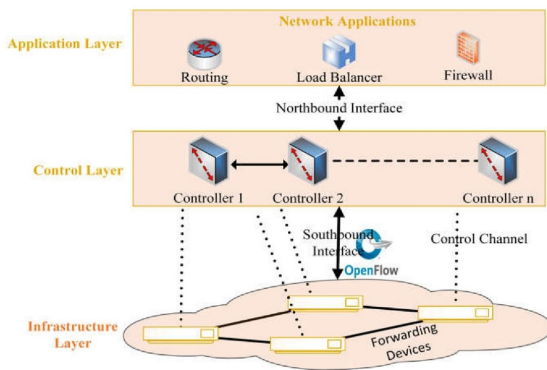 Network Applications
Application Layer
Routing
Load Balancer
Firewall
Northbound Interface
Control Layer
Controller 1
Controller 2
Controller n
Southbound
Interface
Control Channel
OpenFlow
Infrastructure
Layer
Forwarding
Devices